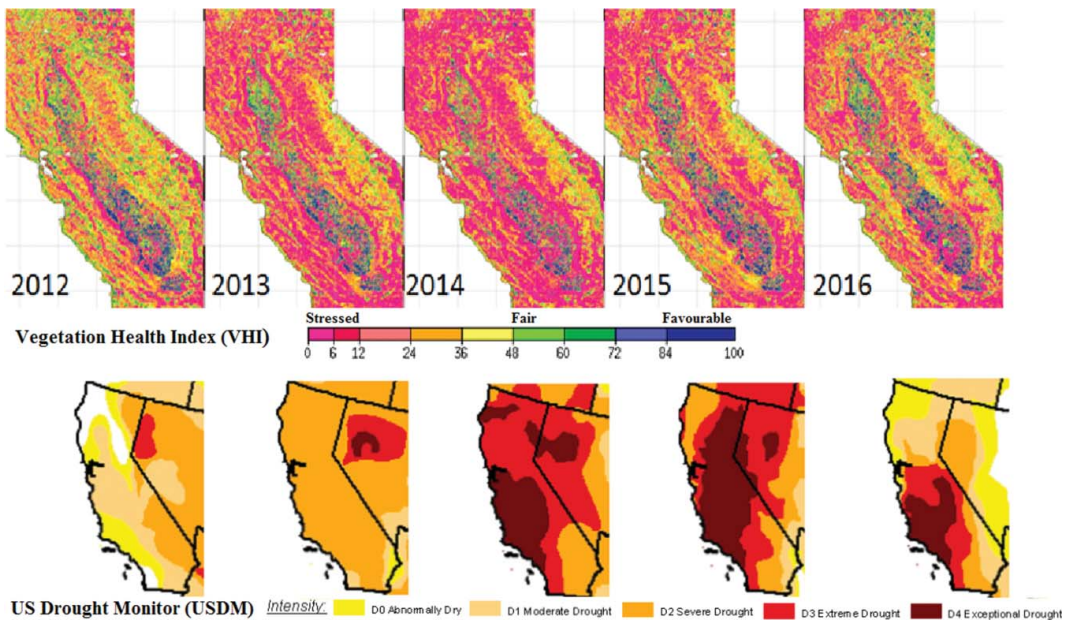 2012 2013 2014 2015 2016
Stressed Fair Favourable
Vegetation Health Index (VHI)
0 6 12 24 36 48 60 72 84 100
US Drought Monitor (USDM) Intensity: D0 Abnormally Dry D1 Moderate Drought D2 Severe Drought D3 Extreme Drought D4 Exceptional Drought